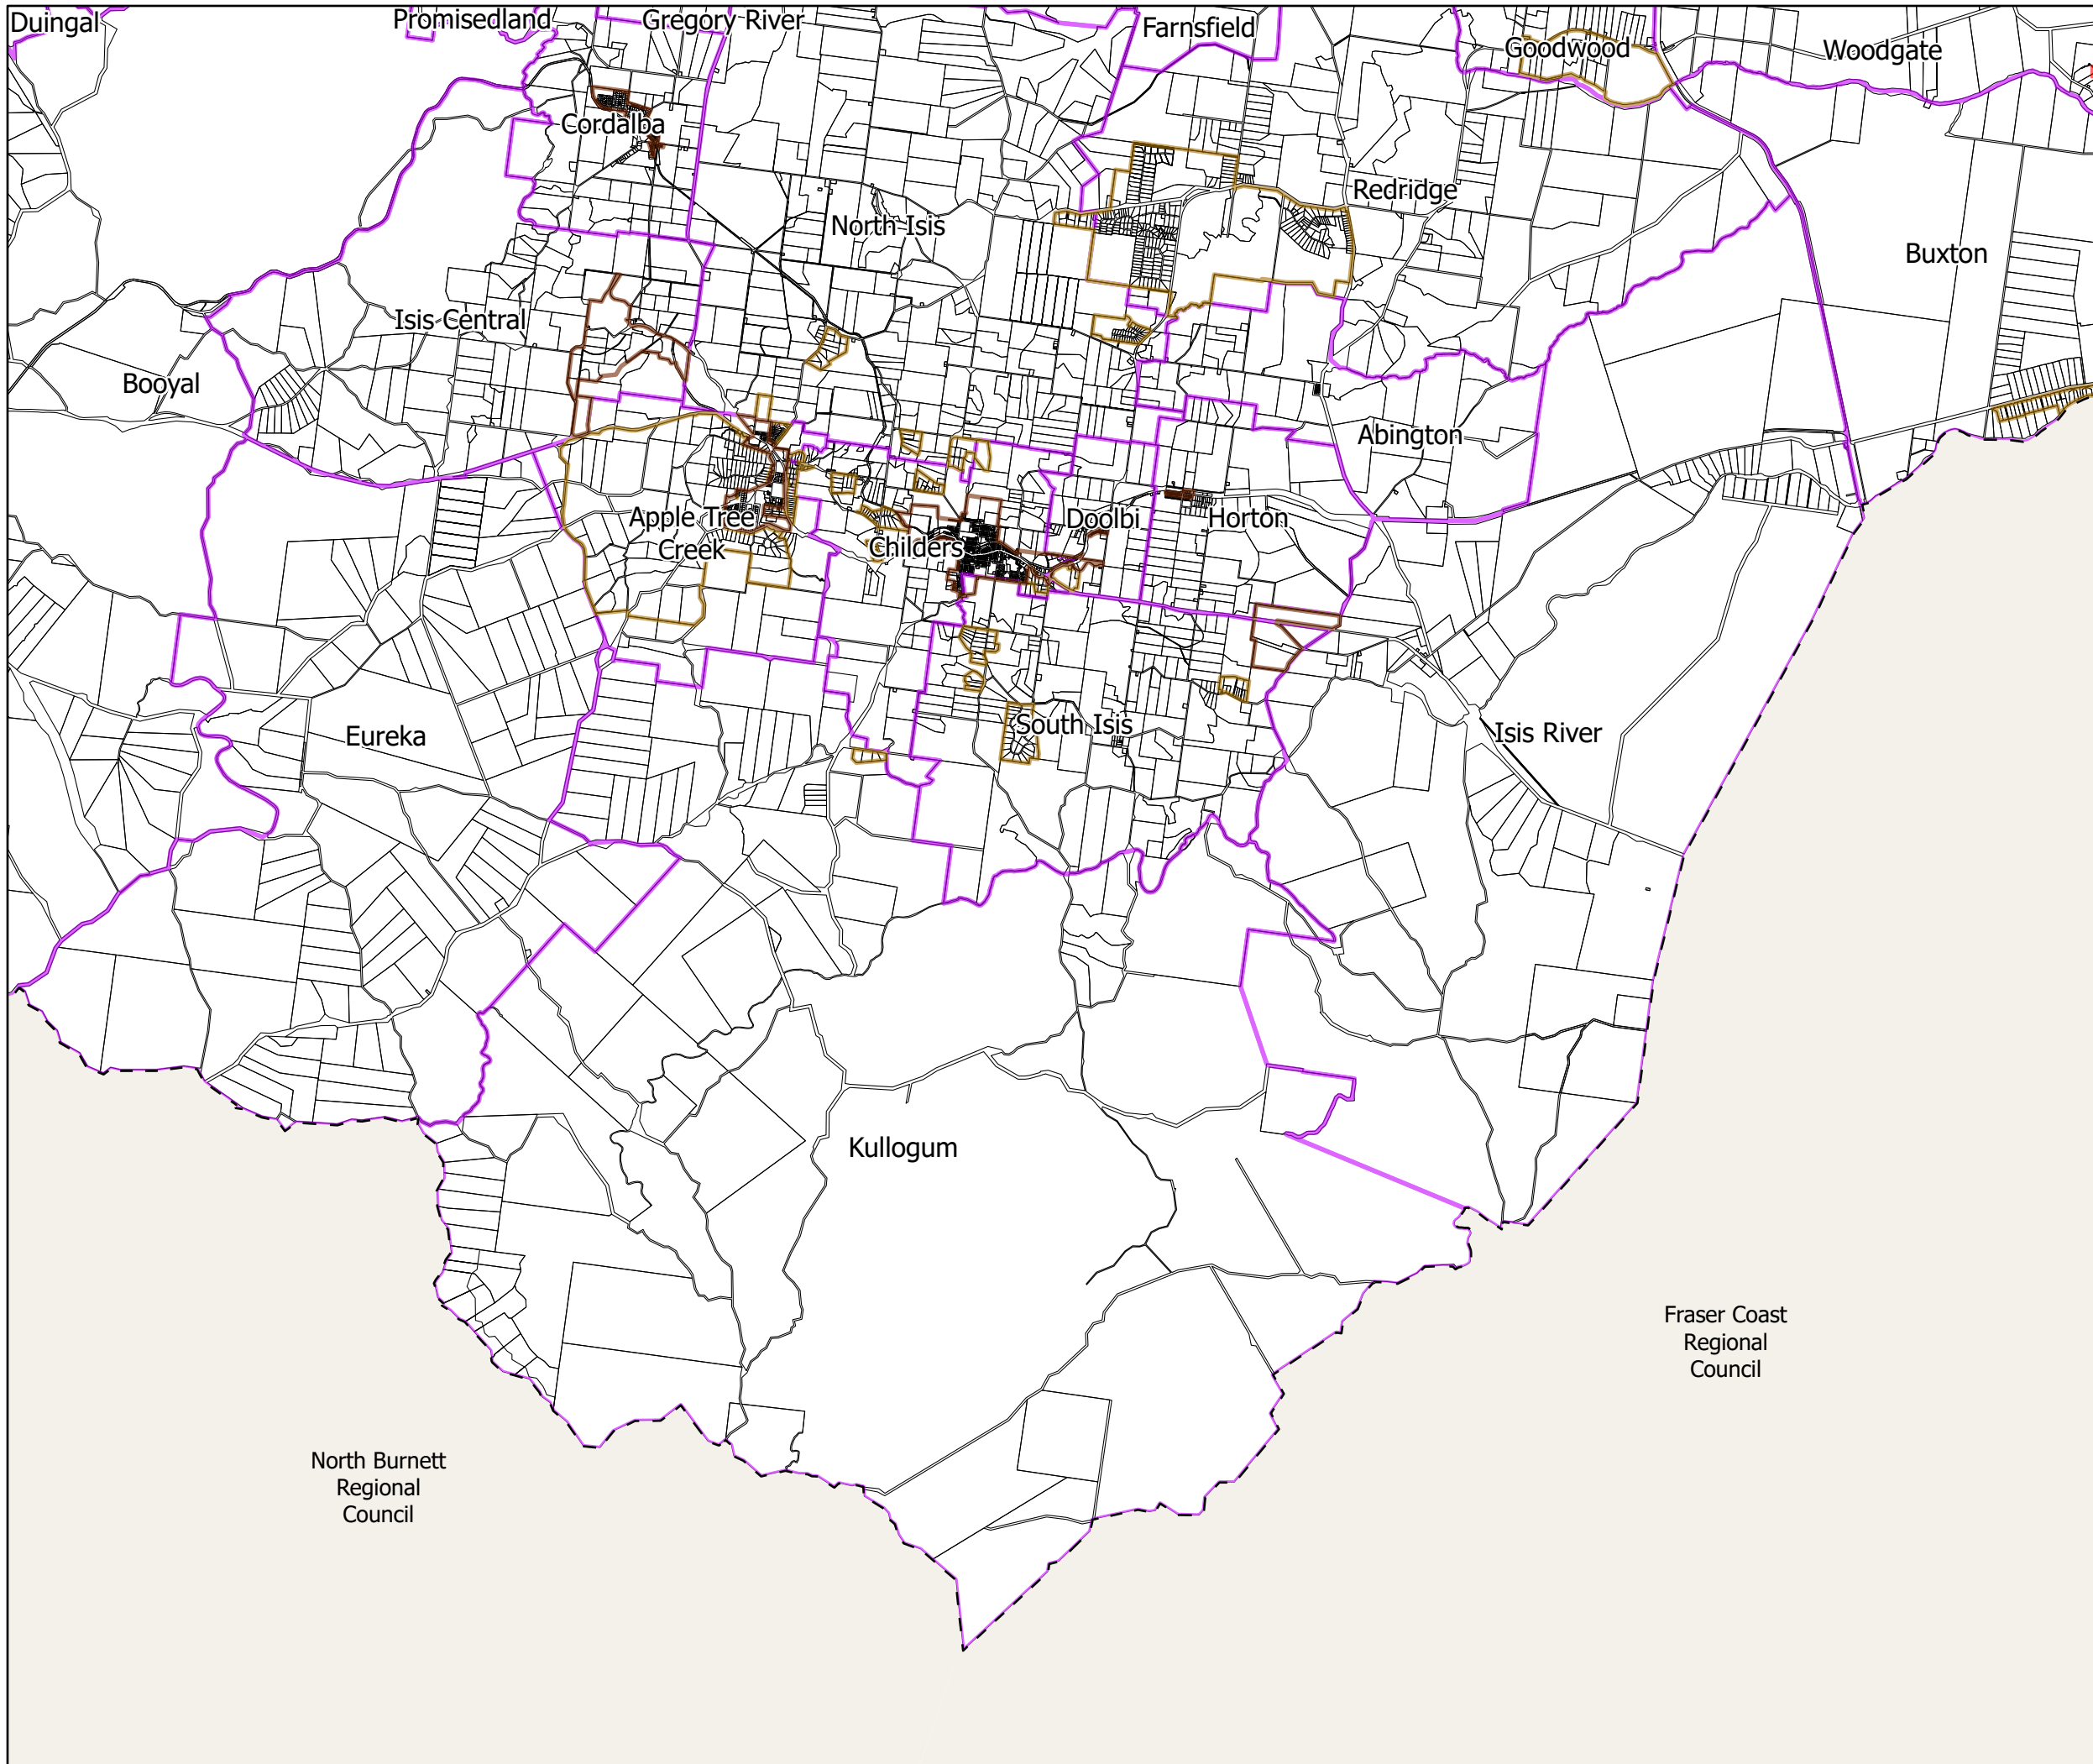 Duingal
Promisedland
Gregory River
Farnsfield
Goodwood
Woodgate
Cordalba
Redridge
North Isis
Buxton
Isis Central
Booyal
Abington
Apple Tree
Creek
Childers
Doolbi
Horton
Eureka
South Isis
Isis River
Kullogum
Fraser Coast
Regional
Council
North Burnett
Regional
Council